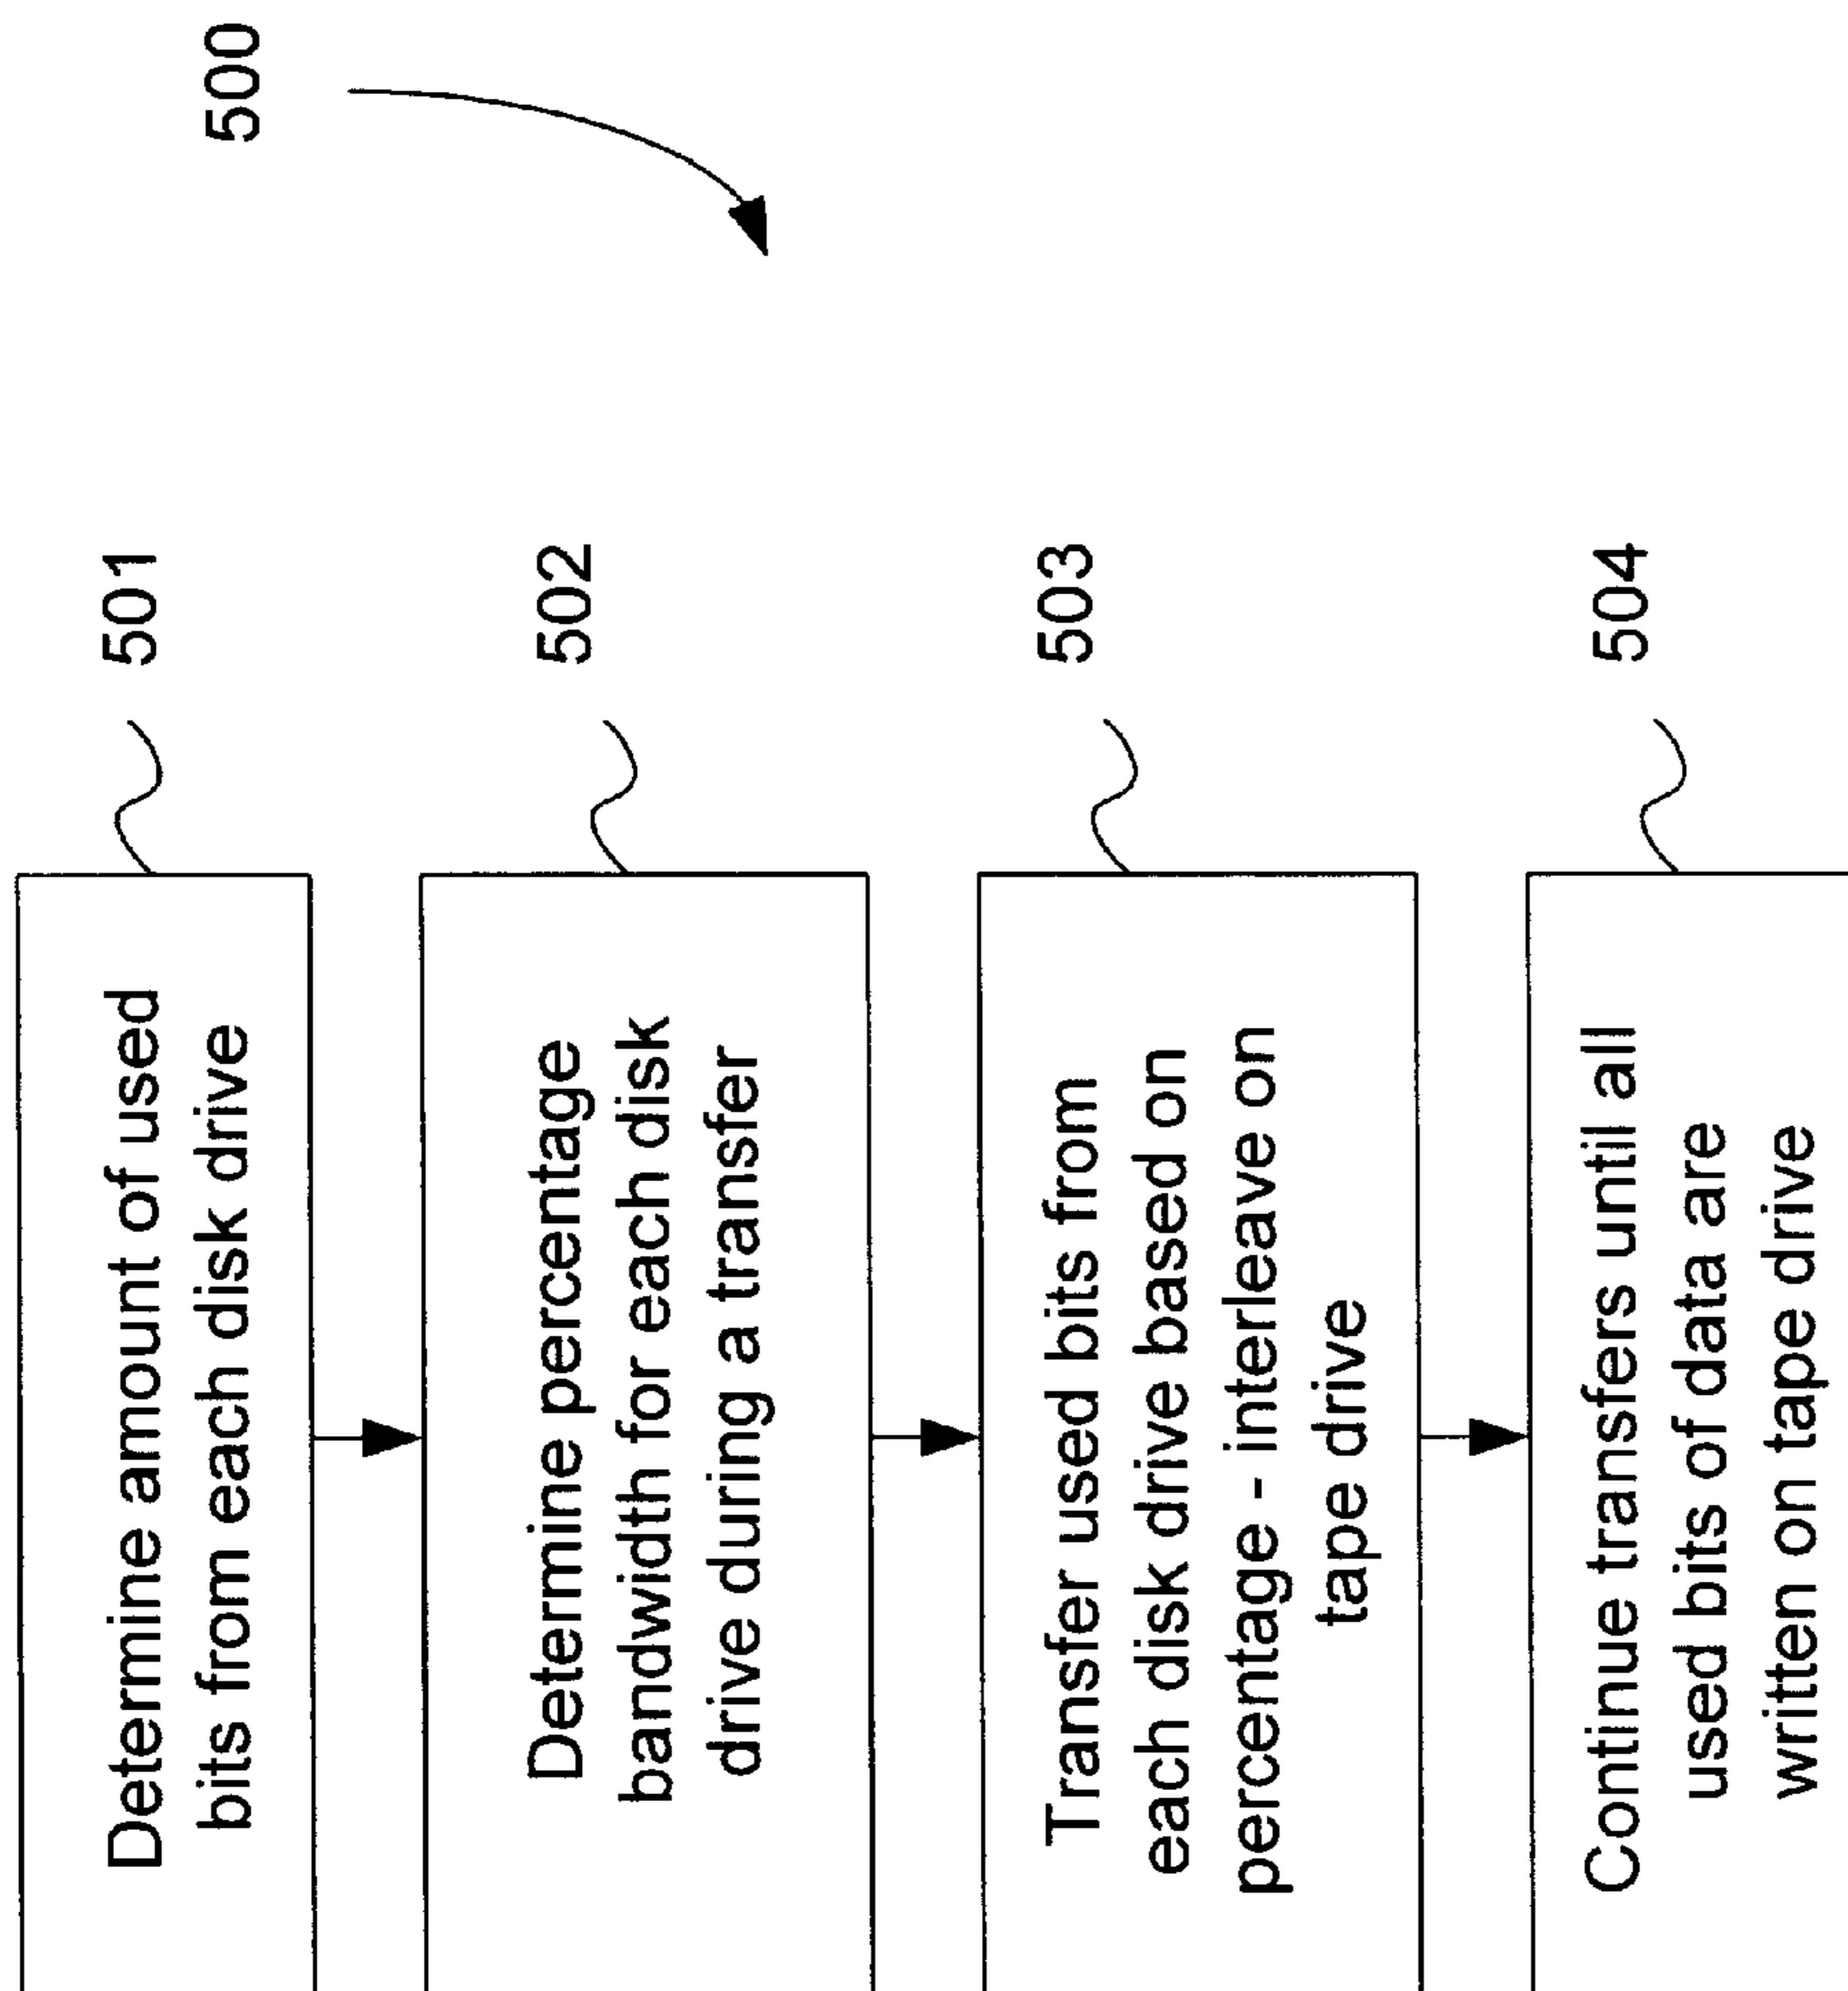 500
501
Determine amount of used
bits from each disk drive
502
Determine percentage
bandwidth for each disk
drive during a transfer
503
Transfer used bits from
each disk drive based on
percentage - interleave on
tape drive
504
Continue transfers until all
used bits of data are
written on tape drive